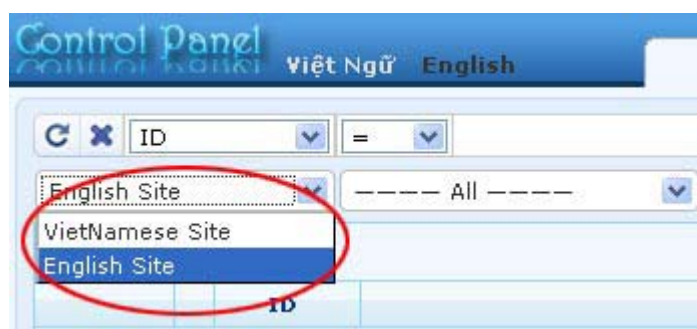 Control Panel
Việt Ngữ English
ID =
English Site ———— All ————
VietNamese Site
English Site
ID